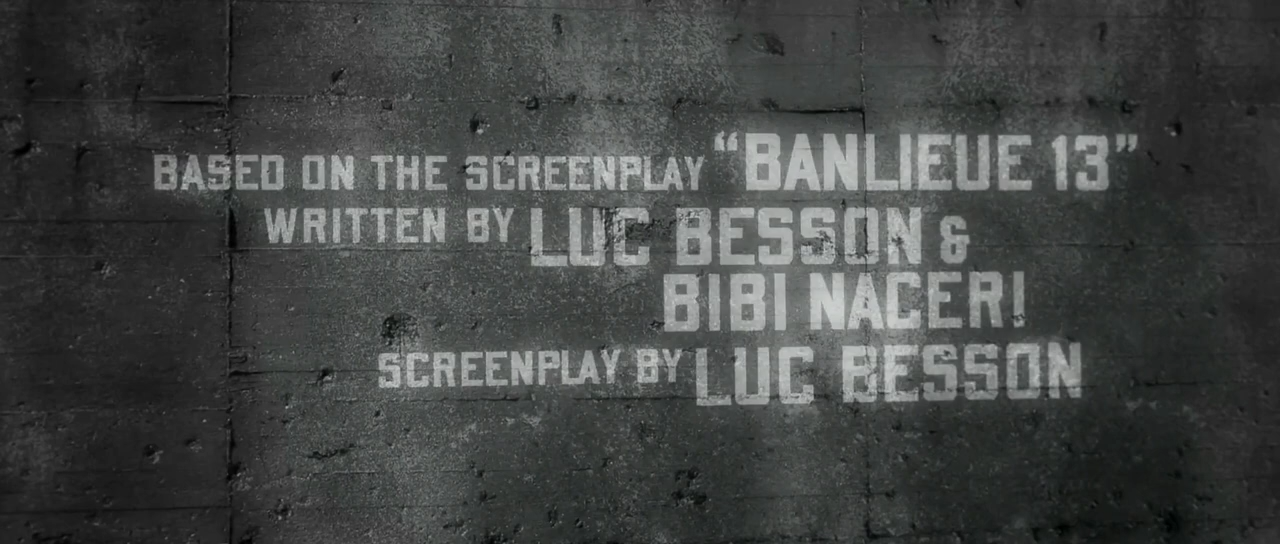 BASED ON THE SCREENPLAY “BANLIEUE 13”
WRITTEN BY LUC BESSON &
BIBI NACERI
SCREENPLAY BY LUC BESSON